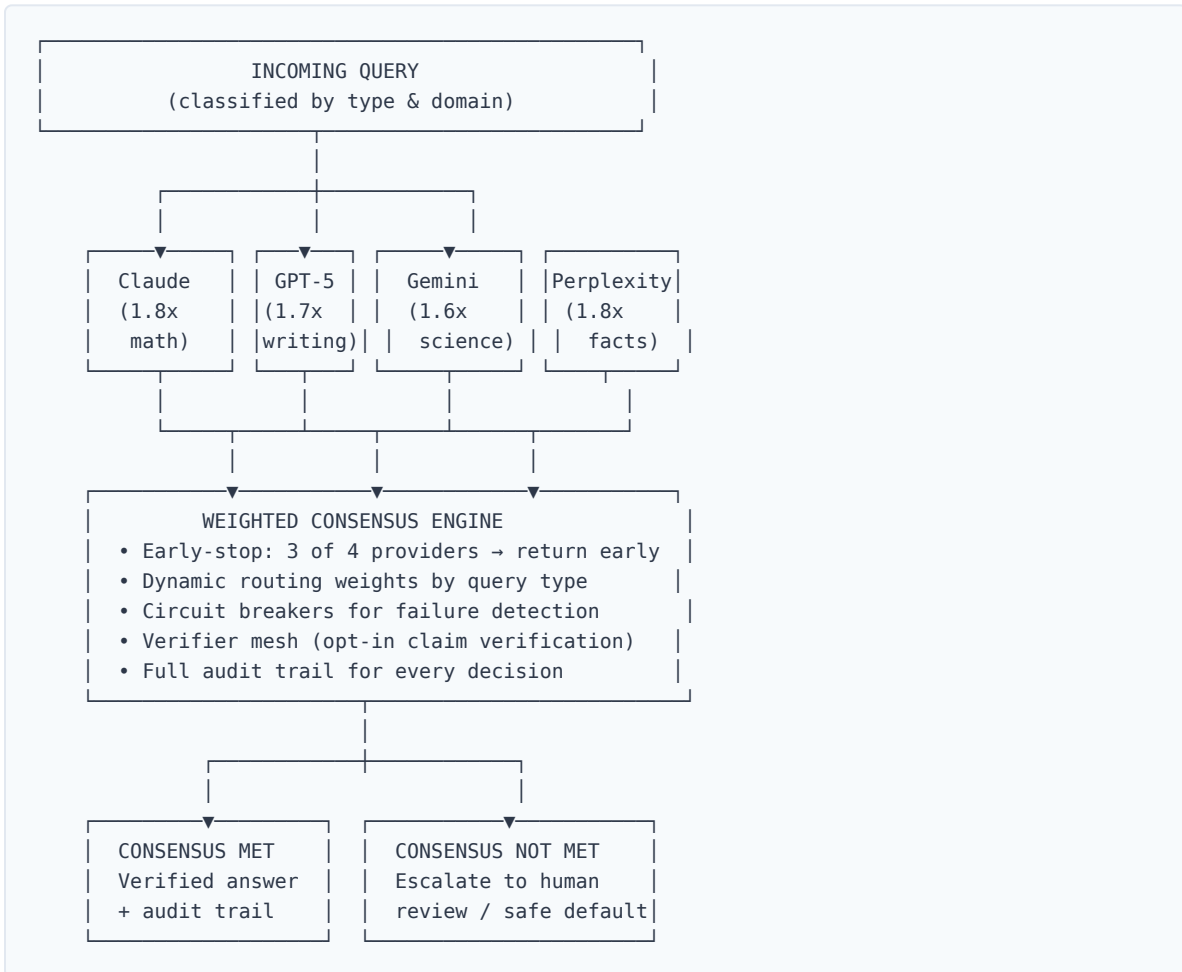 INCOMING QUERY
(classified by type & domain)
Claude GPT-5 Gemini Perplexity
(1.8x (1.7x (1.6x (1.8x
math) writing) science) facts)
WEIGHTED CONSENSUS ENGINE
• Early-stop: 3 of 4 providers → return early
• Dynamic routing weights by query type
• Circuit breakers for failure detection
• Verifier mesh (opt-in claim verification)
• Full audit trail for every decision
CONSENSUS MET CONSENSUS NOT MET
Verified answer Escalate to human
+ audit trail review / safe default